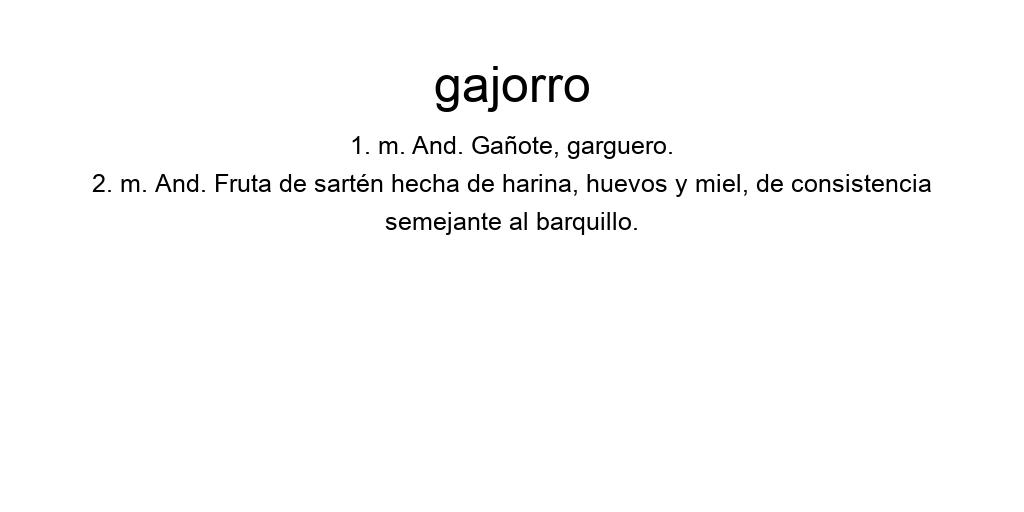 gajorro
1. m. And. Gañote, garguero.
2. m. And. Fruta de sartén hecha de harina, huevos y miel, de consistencia
semejante al barquillo.